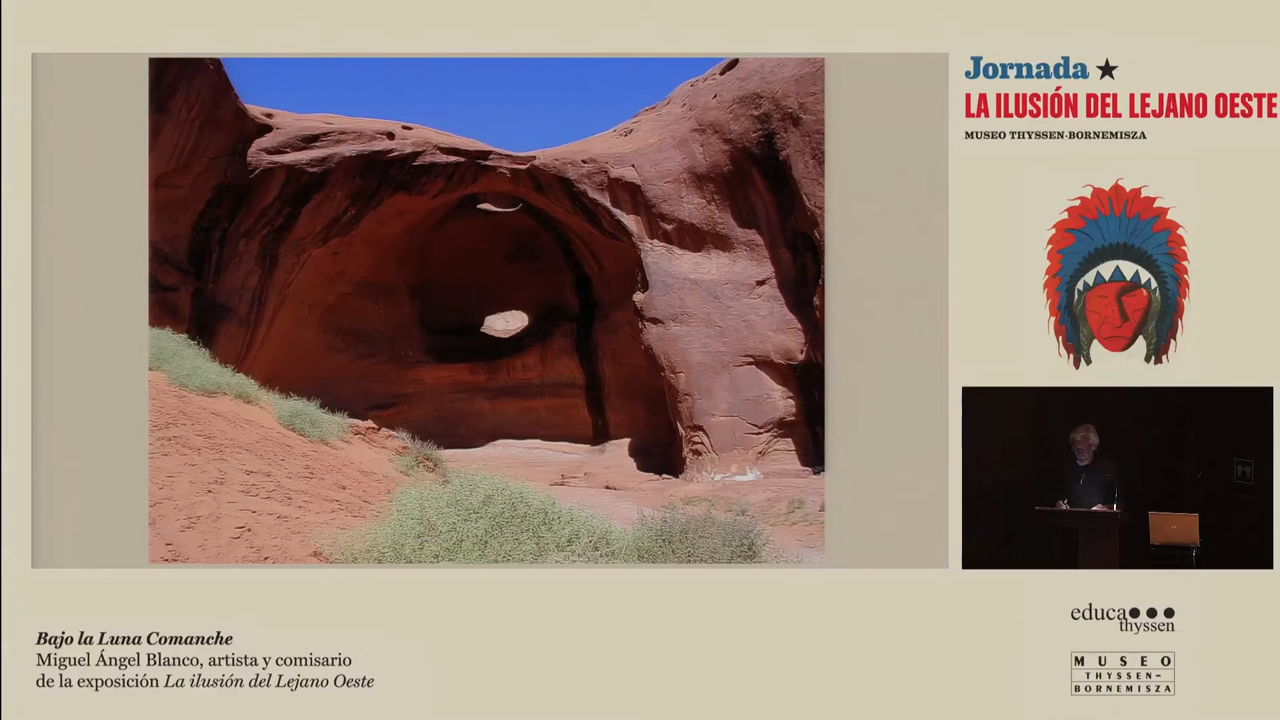 Jornada
LA ILUSIÓN DEL LEJANO OESTE
MUSEO THYSSEN-BORNEMISZA
Bajo la Luna Comanche
Miguel Ángel Blanco, artista y comisario
de la exposición La ilusión del Lejano Oeste
educa
thyssen
MUSEO
THYSSEN-
BORNEMISZA